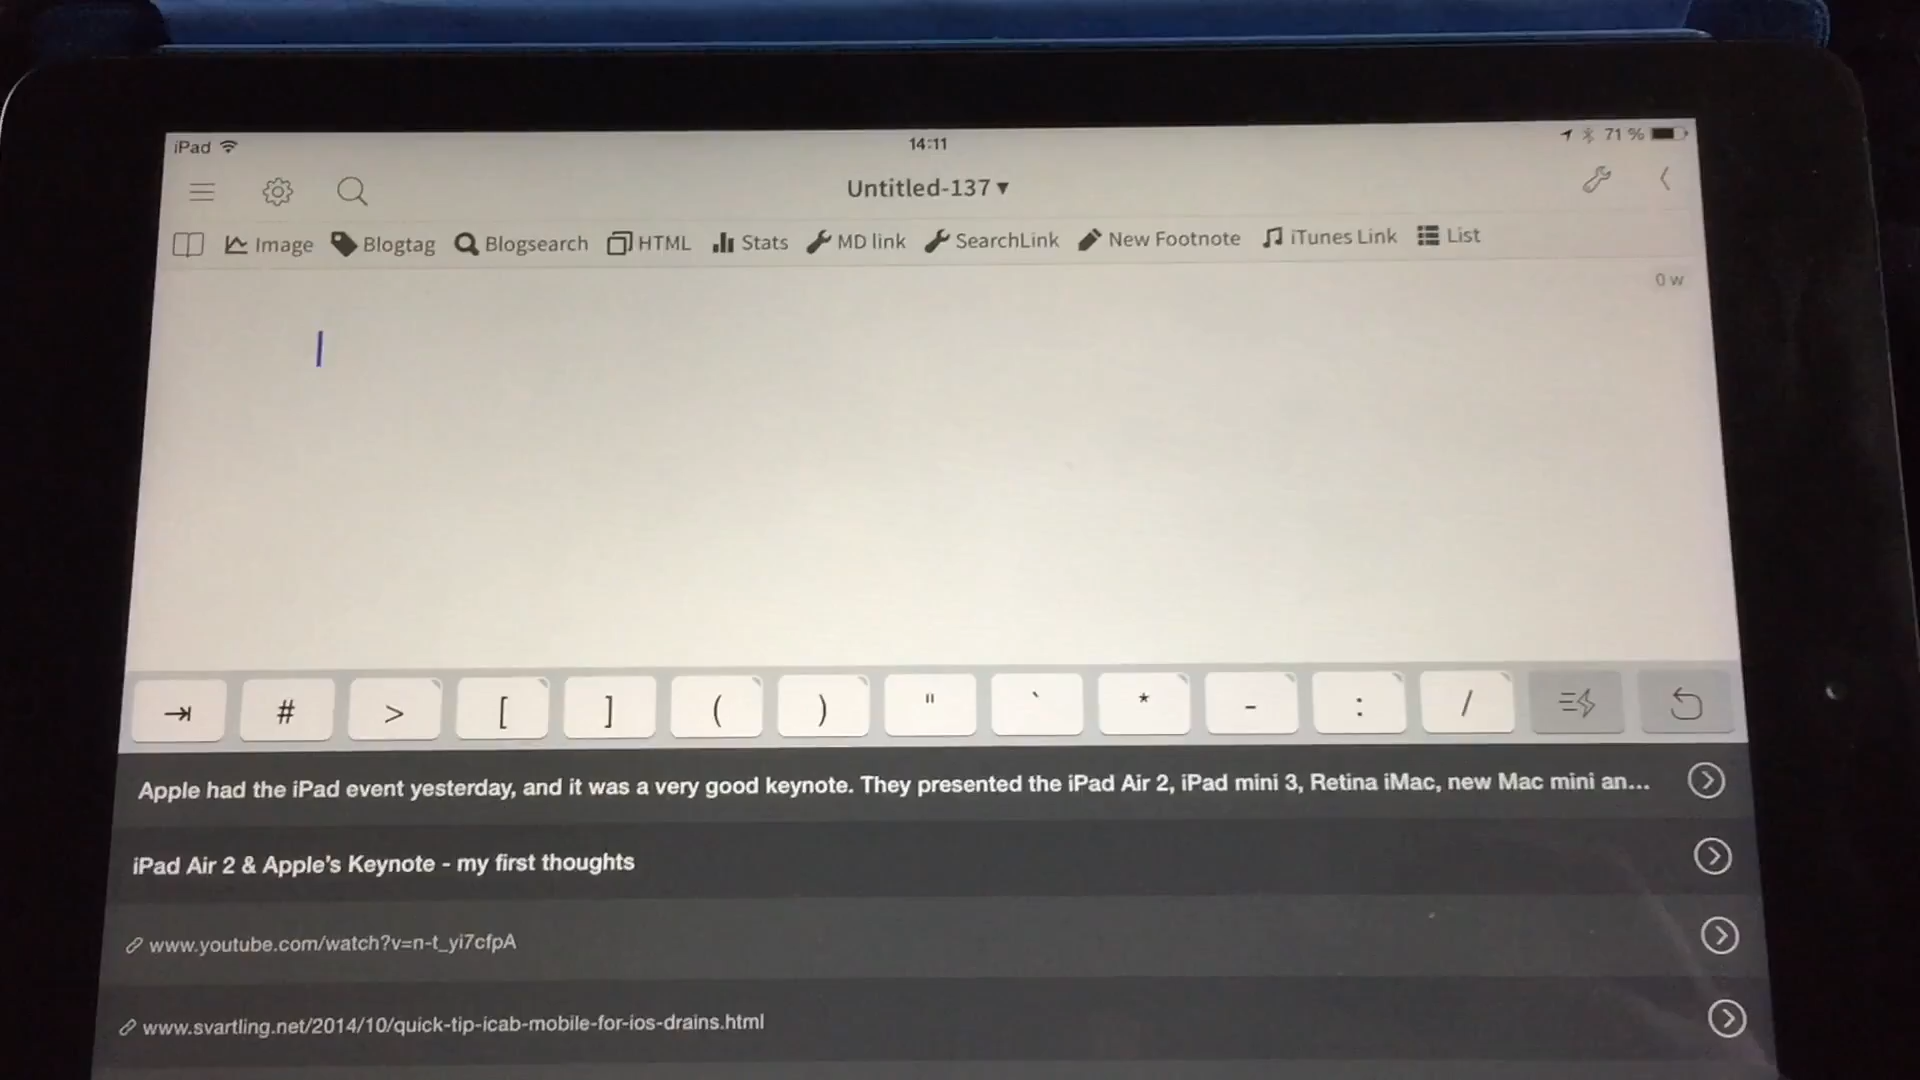 iPad 14:11 71 %
Untitled-137 ▾
Image Blogtag Blogsearch HTML Stats MD link SearchLink New Footnote iTunes Link List
0 w
# > [ ] ( ) " ` * - : /
Apple had the iPad event yesterday, and it was a very good keynote. They presented the iPad Air 2, iPad mini 3, Retina iMac, new Mac mini an...
iPad Air 2 & Apple's Keynote - my first thoughts
www.youtube.com/watch?v=n-t_yi7cfpA
www.svartling.net/2014/10/quick-tip-icab-mobile-for-ios-drains.html